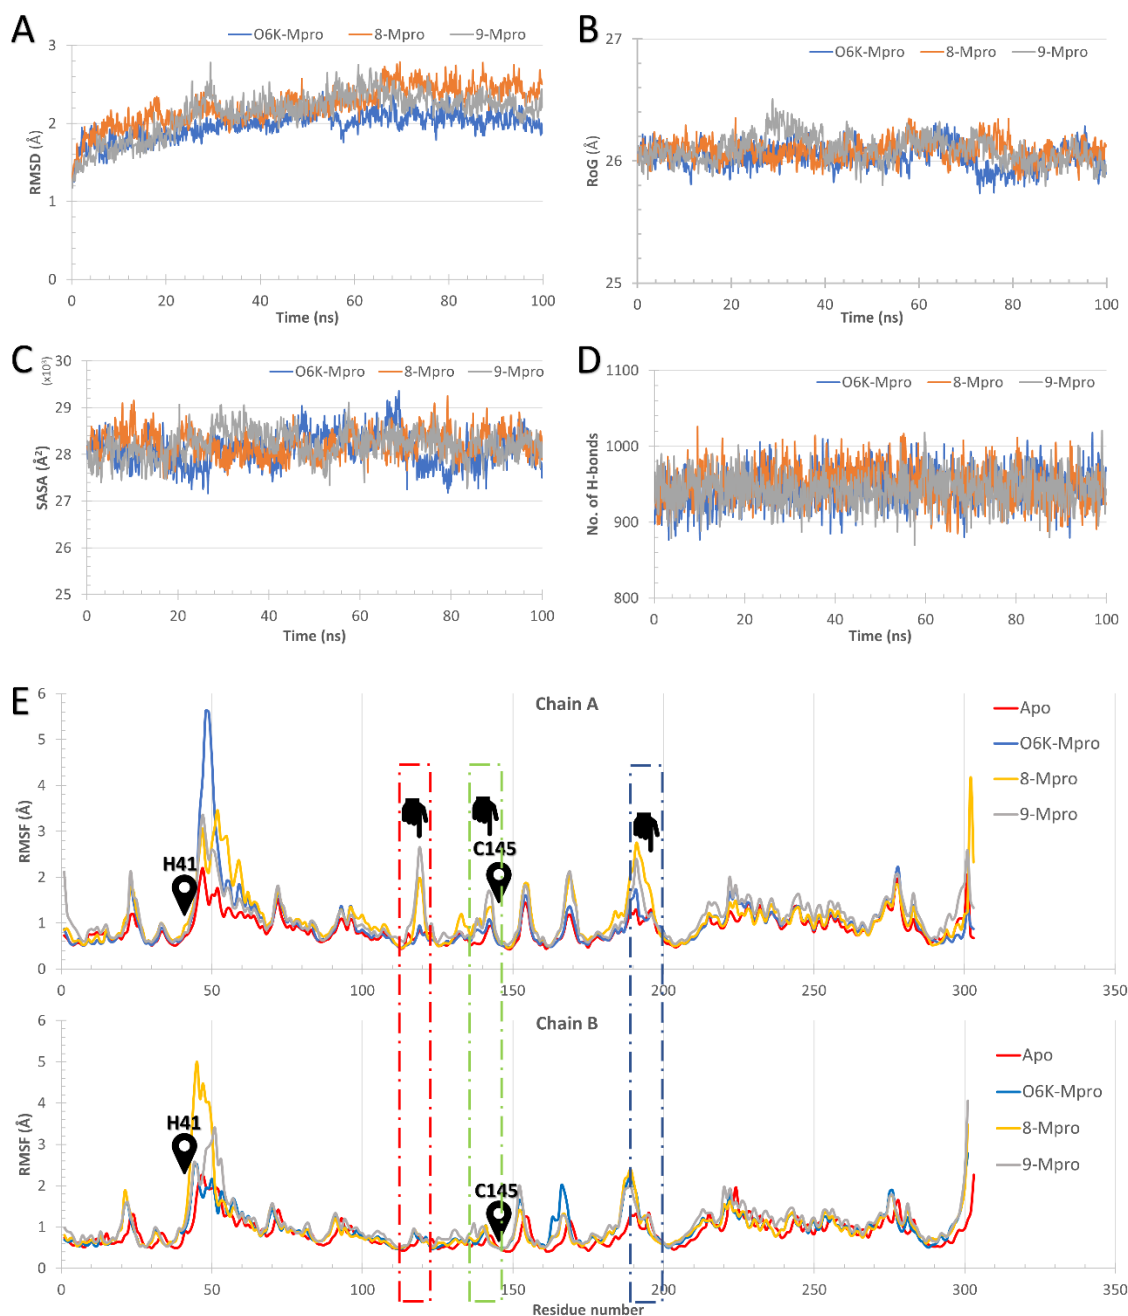 A
O6K-Mpro 8-Mpro 9-Mpro
3
2
1
0
RMSD (Å)
0 20 40 60 80 100
Time (ns)
B
O6K-Mpro 8-Mpro 9-Mpro
27
26
25
RoG (Å)
0 20 40 60 80 100
Time (ns)
C
O6K-Mpro 8-Mpro 9-Mpro
(x10³)
30
29
28
27
26
25
SASA (Å²)
0 20 40 60 80 100
Time (ns)
D
O6K-Mpro 8-Mpro 9-Mpro
1100
1000
900
800
No. of H-bonds
0 20 40 60 80 100
Time (ns)
E
Chain A
6
5
4
3
2
1
0
RMSF (Å)
H41
C145
Apo
O6K-Mpro
8-Mpro
9-Mpro
0 50 100 150 200 250 300 350
Chain B
6
5
4
3
2
1
0
RMSF (Å)
H41
C145
Apo
O6K-Mpro
8-Mpro
9-Mpro
0 50 100 150 200 250 300 350
Residue number